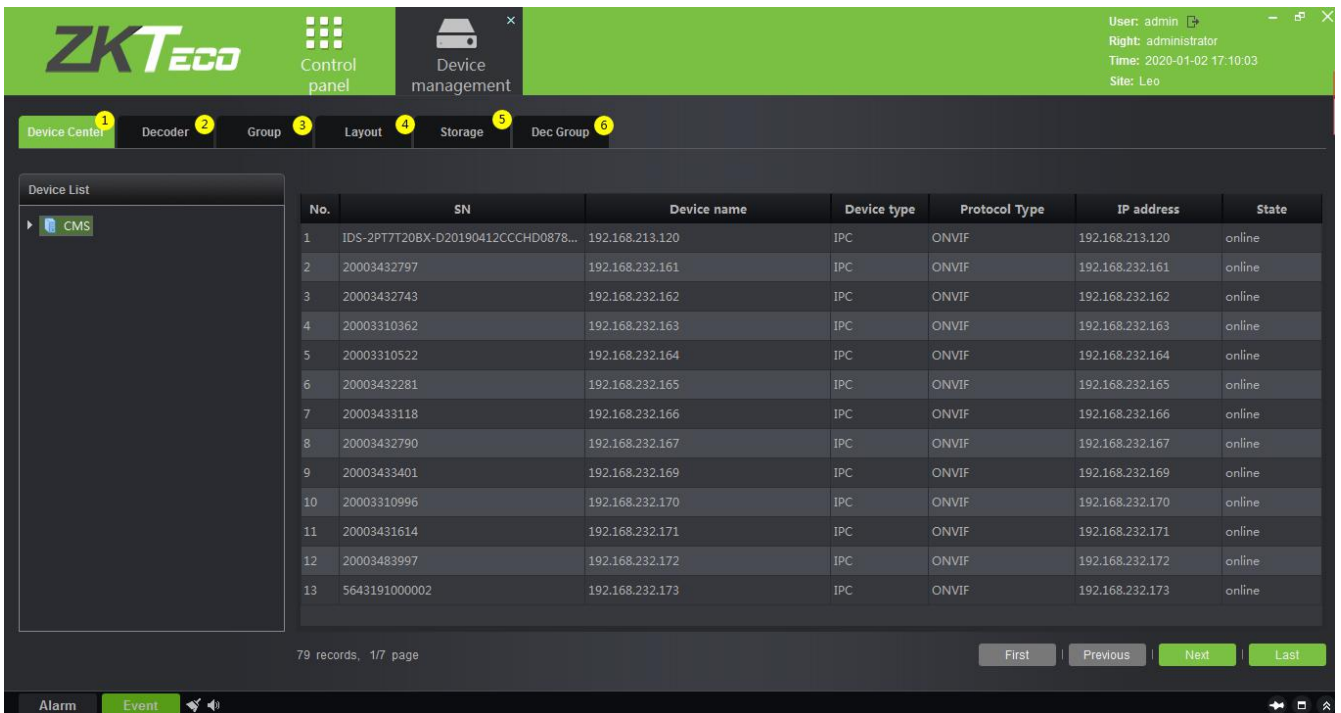 ZKTeco
Control panel
Device management
User: admin
Right: administrator
Time: 2020-01-02 17:10:03
Site: Leo
Device Center 1 Decoder 2 Group 3 Layout 4 Storage 5 Dec Group 6
Device List
CMS
No. SN Device name Device type Protocol Type IP address State
1 IDS-2PT7T20BX-D20190412CCCHD0878... 192.168.213.120 IPC ONVIF 192.168.213.120 online
2 20003432797 192.168.232.161 IPC ONVIF 192.168.232.161 online
3 20003432743 192.168.232.162 IPC ONVIF 192.168.232.162 online
4 20003310362 192.168.232.163 IPC ONVIF 192.168.232.163 online
5 20003310522 192.168.232.164 IPC ONVIF 192.168.232.164 online
6 20003432281 192.168.232.165 IPC ONVIF 192.168.232.165 online
7 20003433118 192.168.232.166 IPC ONVIF 192.168.232.166 online
8 20003432790 192.168.232.167 IPC ONVIF 192.168.232.167 online
9 20003433401 192.168.232.169 IPC ONVIF 192.168.232.169 online
10 20003310996 192.168.232.170 IPC ONVIF 192.168.232.170 online
11 20003431614 192.168.232.171 IPC ONVIF 192.168.232.171 online
12 20003483997 192.168.232.172 IPC ONVIF 192.168.232.172 online
13 5643191000002 192.168.232.173 IPC ONVIF 192.168.232.173 online
79 records, 1/7 page First Previous Next Last
Alarm Event